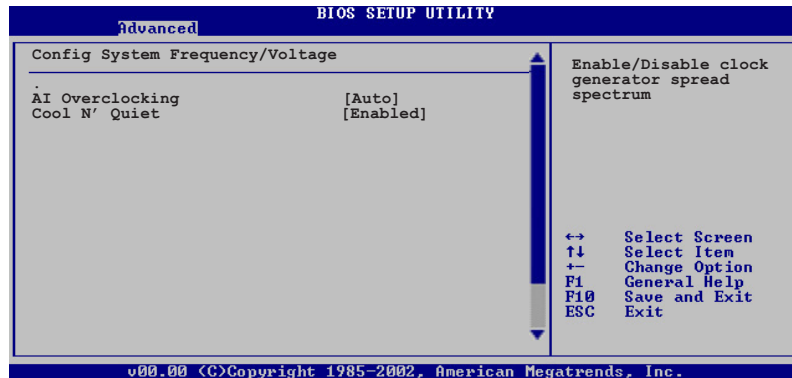 BIOS SETUP UTILITY
Advanced
Config System Frequency/Voltage
.
AI Overclocking [Auto]
Cool N' Quiet [Enabled]
Enable/Disable clock
generator spread
spectrum
←→ Select Screen
↑↓ Select Item
+− Change Option
F1 General Help
F10 Save and Exit
ESC Exit
v00.00 (C)Copyright 1985-2002, American Megatrends, Inc.